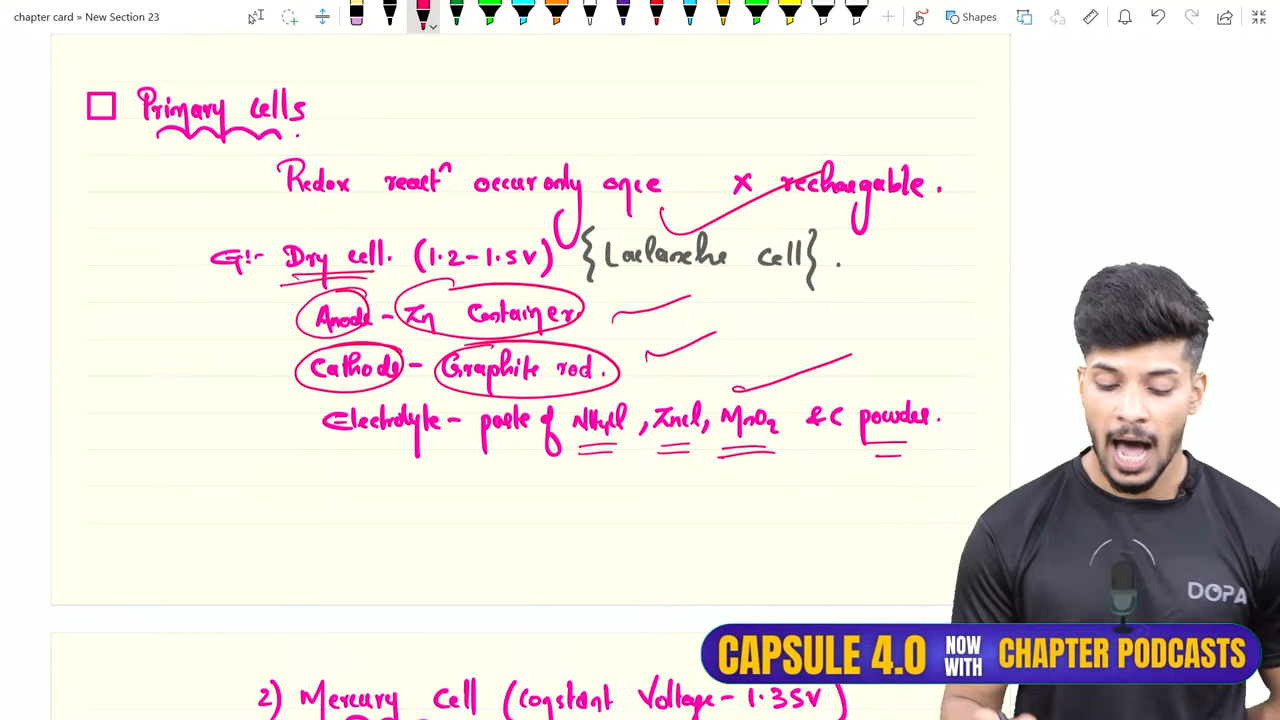 chapter card » New Section 23
Shapes
Primary cells
Redox reactⁿ occur only once x rechargable.
Eg:- Dry cell. (1.2-1.5V) {Laclanche cell}.
Anode - Zn Container.
Cathode - Graphite rod.
Electrolyte - paste of NH4Cl, ZnCl, MnO2 & C powder.
DOPA
CAPSULE 4.0 NOW WITH CHAPTER PODCASTS
2) Mercury cell (constant Voltage - 1.35V)